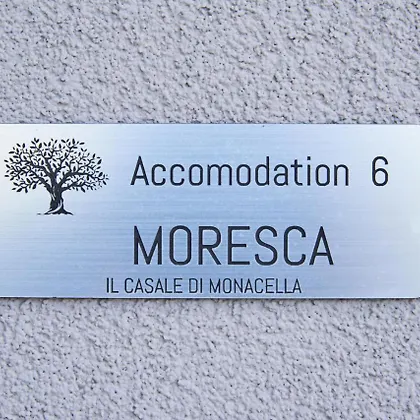 Accomodation 6
MORESCA
IL CASALE DI MONACELLA